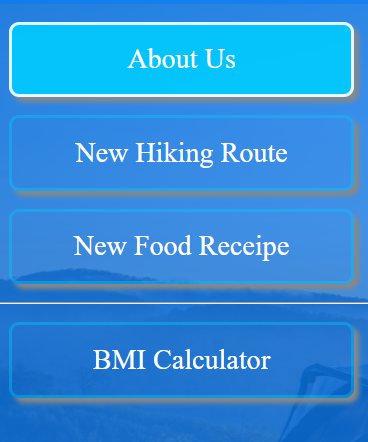 About Us
New Hiking Route
New Food Receipe
BMI Calculator